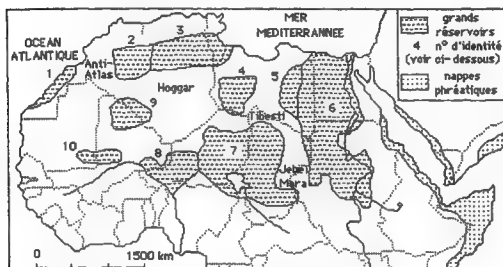 MER
MEDITERRANNEE
OCEAN
ATLANTIQUE
grands
réservoirs
4 n° d'identité
(voir ci-dessous)
nappes
phréatiques
1
2
3
Anti-
Atlas
Hoggar
4
5
6
Tibesti
9
10
8
7
Jebel
Mara
0 1500 km